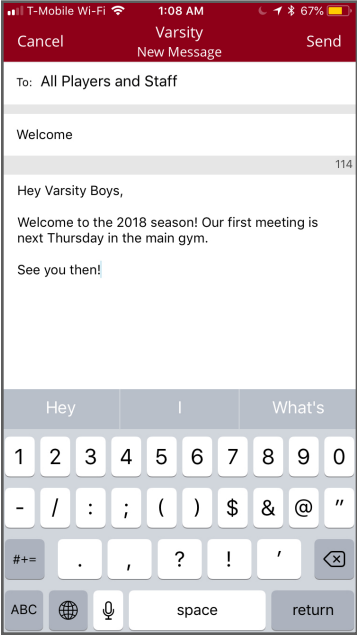 T-Mobile Wi-Fi 1:08 AM 67%
Cancel Varsity Send
New Message
To: All Players and Staff
Welcome
114
Hey Varsity Boys,
Welcome to the 2018 season! Our first meeting is
next Thursday in the main gym.
See you then!
Hey I What's
1 2 3 4 5 6 7 8 9 0
- / : ; ( ) $ & @ "
#+= . , ? ! '
ABC space return